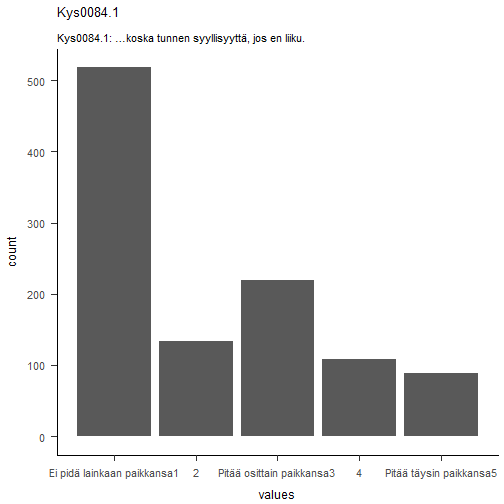 Kys0084.1
Kys0084.1: ...koska tunnen syyllisyyttä, jos en liiku.
500
400
300
200
100
0
count
Ei pidä lainkaan paikkansa1 2 Pitää osittain paikkansa3 4 Pitää täysin paikkansa5
values